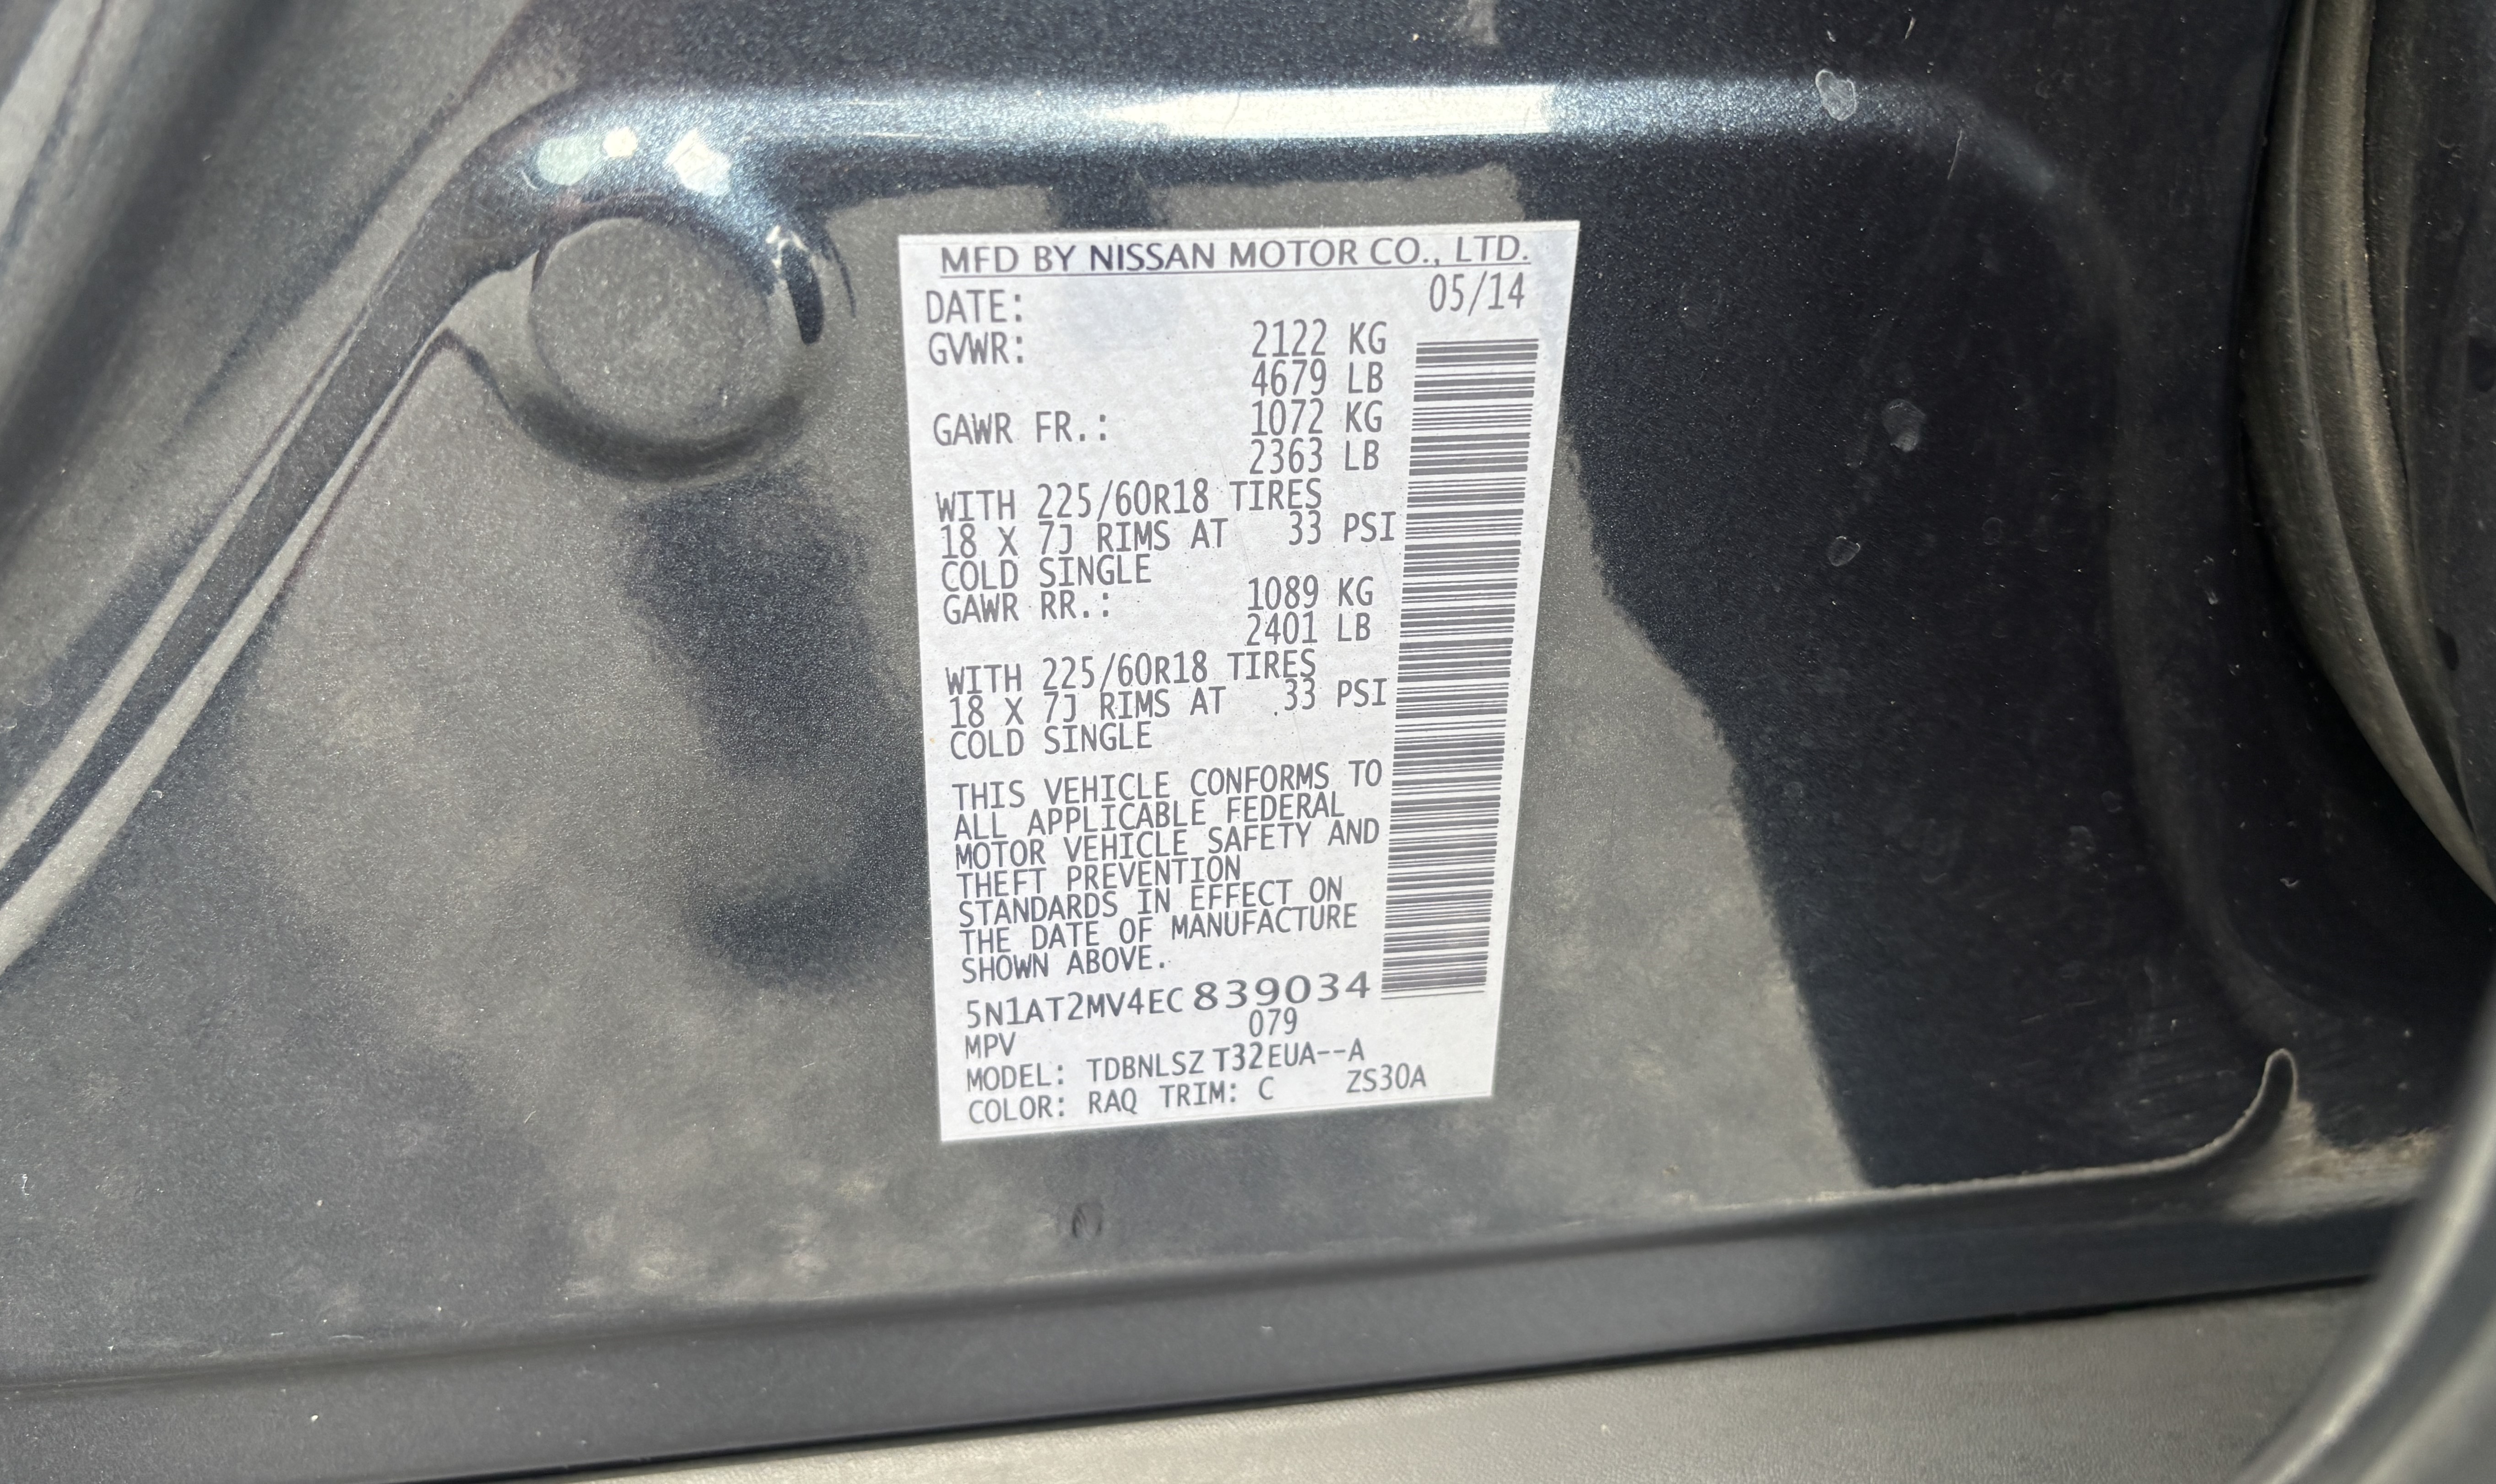 MFD BY NISSAN MOTOR CO., LTD.
DATE: 05/14
GVWR: 2122 KG
4679 LB
GAWR FR.: 1072 KG
2363 LB
WITH 225/60R18 TIRES
18 X 7J RIMS AT 33 PSI
COLD SINGLE
GAWR RR.: 1089 KG
2401 LB
WITH 225/60R18 TIRES
18 X 7J RIMS AT 33 PSI
COLD SINGLE
THIS VEHICLE CONFORMS TO
ALL APPLICABLE FEDERAL
MOTOR VEHICLE SAFETY AND
THEFT PREVENTION
STANDARDS IN EFFECT ON
THE DATE OF MANUFACTURE
SHOWN ABOVE.
5N1AT2MV4EC839034
MPV 079
MODEL: TDBNLSZ T32EUA--A
COLOR: RAQ TRIM: C ZS30A